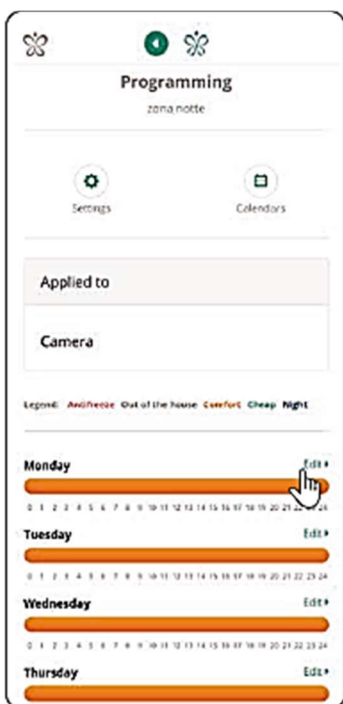 Programming
zona notte
Settings
Calendars
Applied to
Camera
Legend: Antifreeze Out of the house Comfort Cheap Night
Monday Edit
0 1 2 3 4 5 6 7 8 9 10 11 12 13 14 15 16 17 18 19 20 21 22 23 24
Tuesday Edit
0 1 2 3 4 5 6 7 8 9 10 11 12 13 14 15 16 17 18 19 20 21 22 23 24
Wednesday Edit
0 1 2 3 4 5 6 7 8 9 10 11 12 13 14 15 16 17 18 19 20 21 22 23 24
Thursday Edit